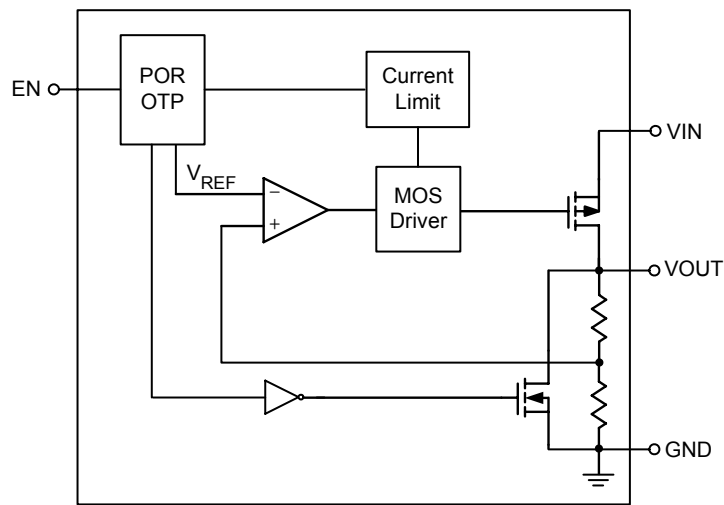 EN
POR
OTP
Current
Limit
VIN
VREF
−
+
MOS
Driver
VOUT
GND